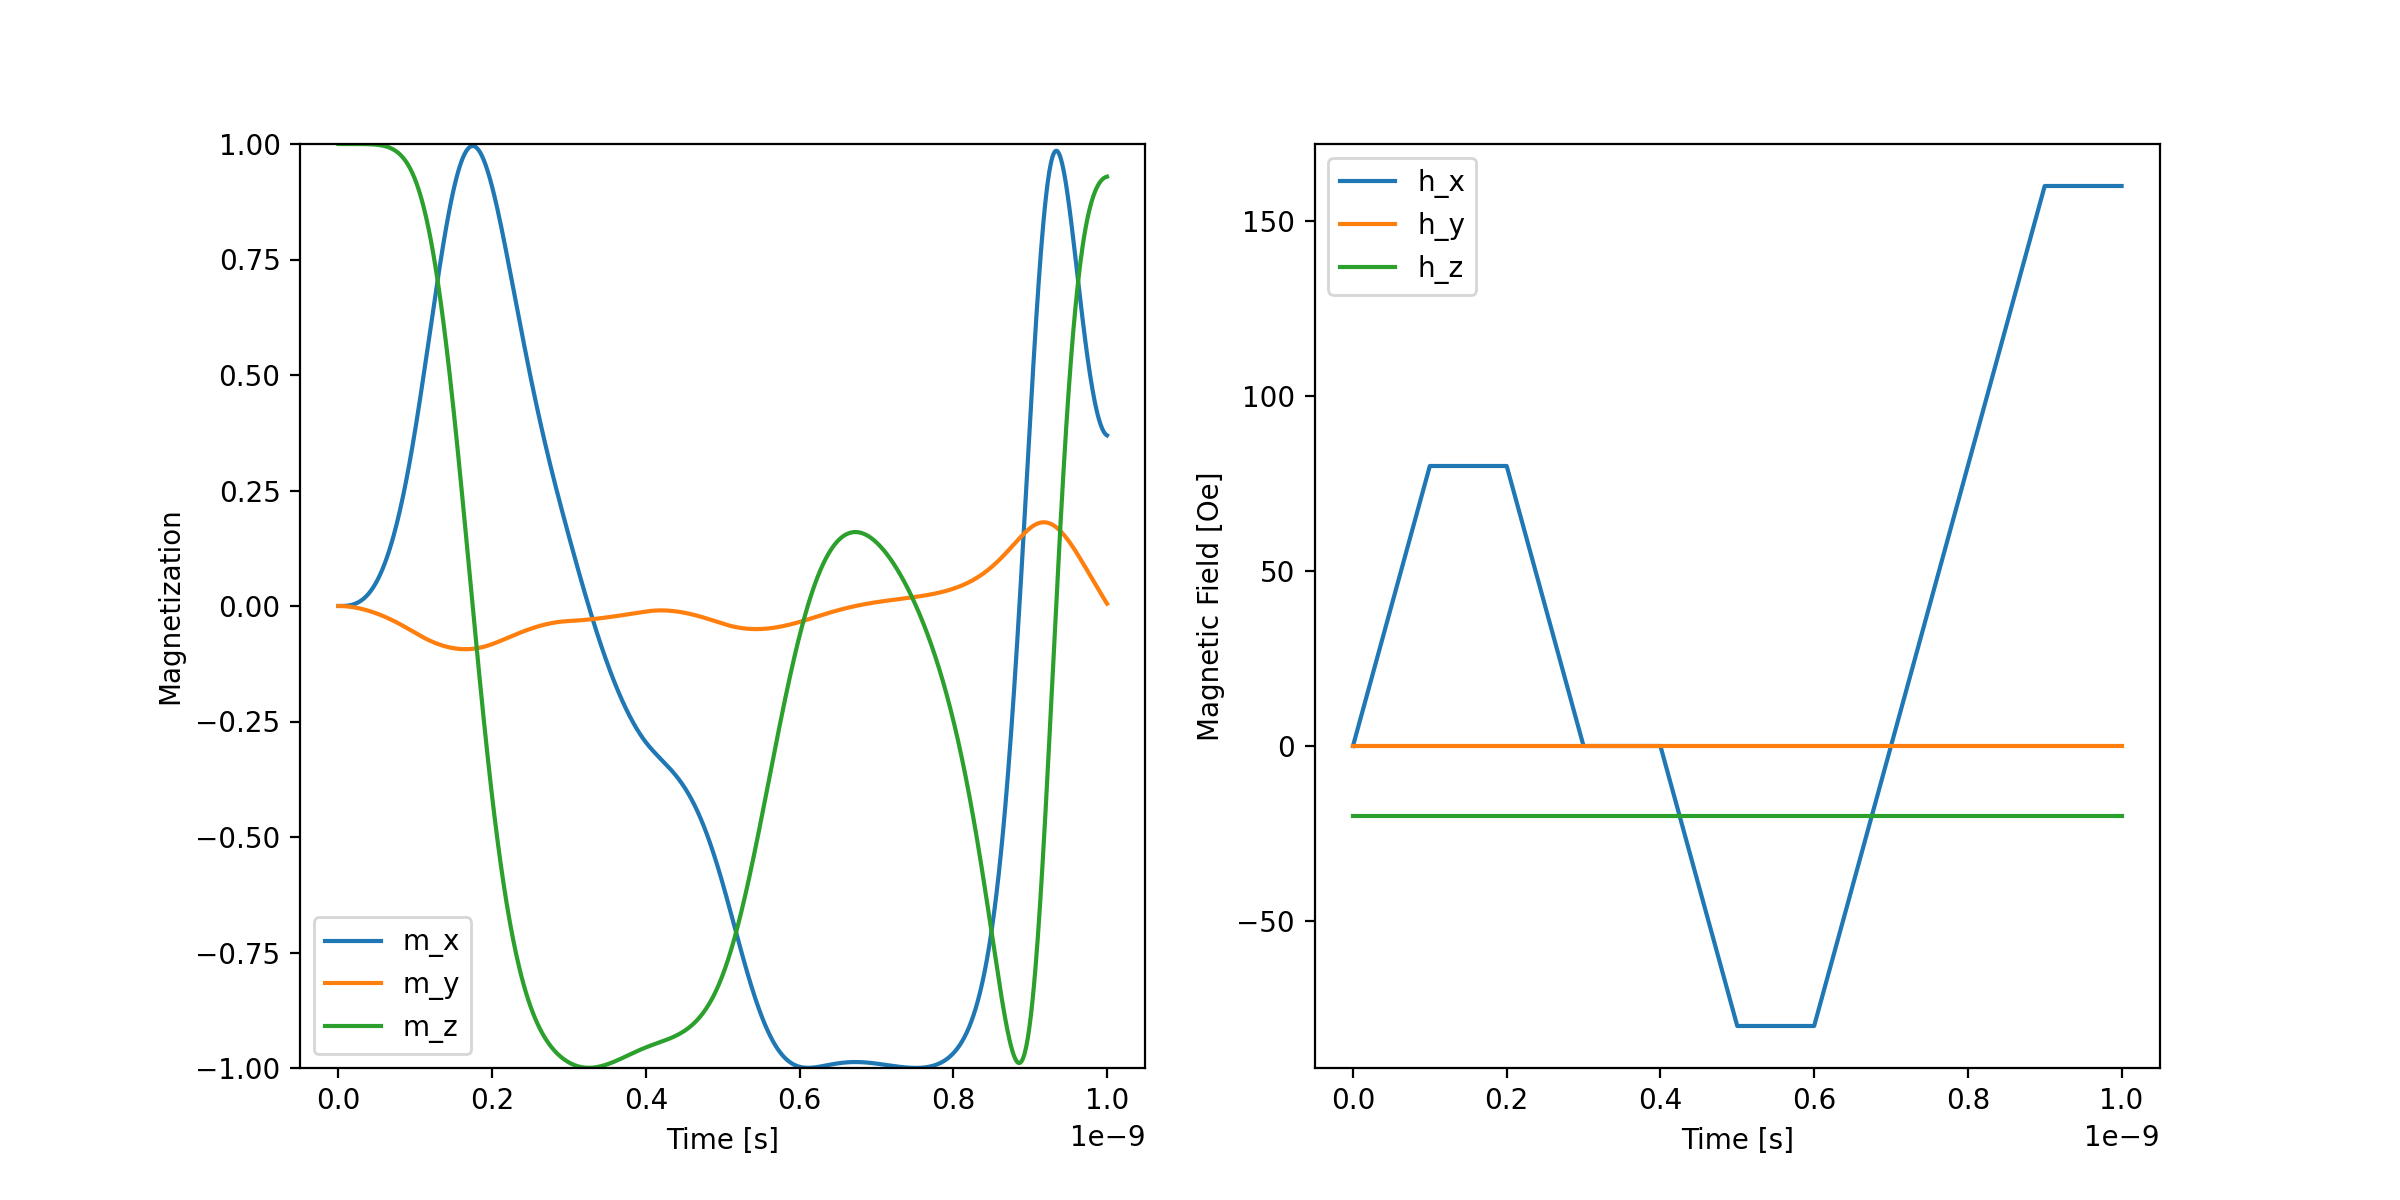 1.00
0.75
0.50
0.25
0.00
−0.25
−0.50
−0.75
−1.00
Magnetization
m_x
m_y
m_z
0.0 0.2 0.4 0.6 0.8 1.0
Time [s]
1e−9
150
100
50
0
−50
Magnetic Field [Oe]
h_x
h_y
h_z
0.0 0.2 0.4 0.6 0.8 1.0
Time [s]
1e−9